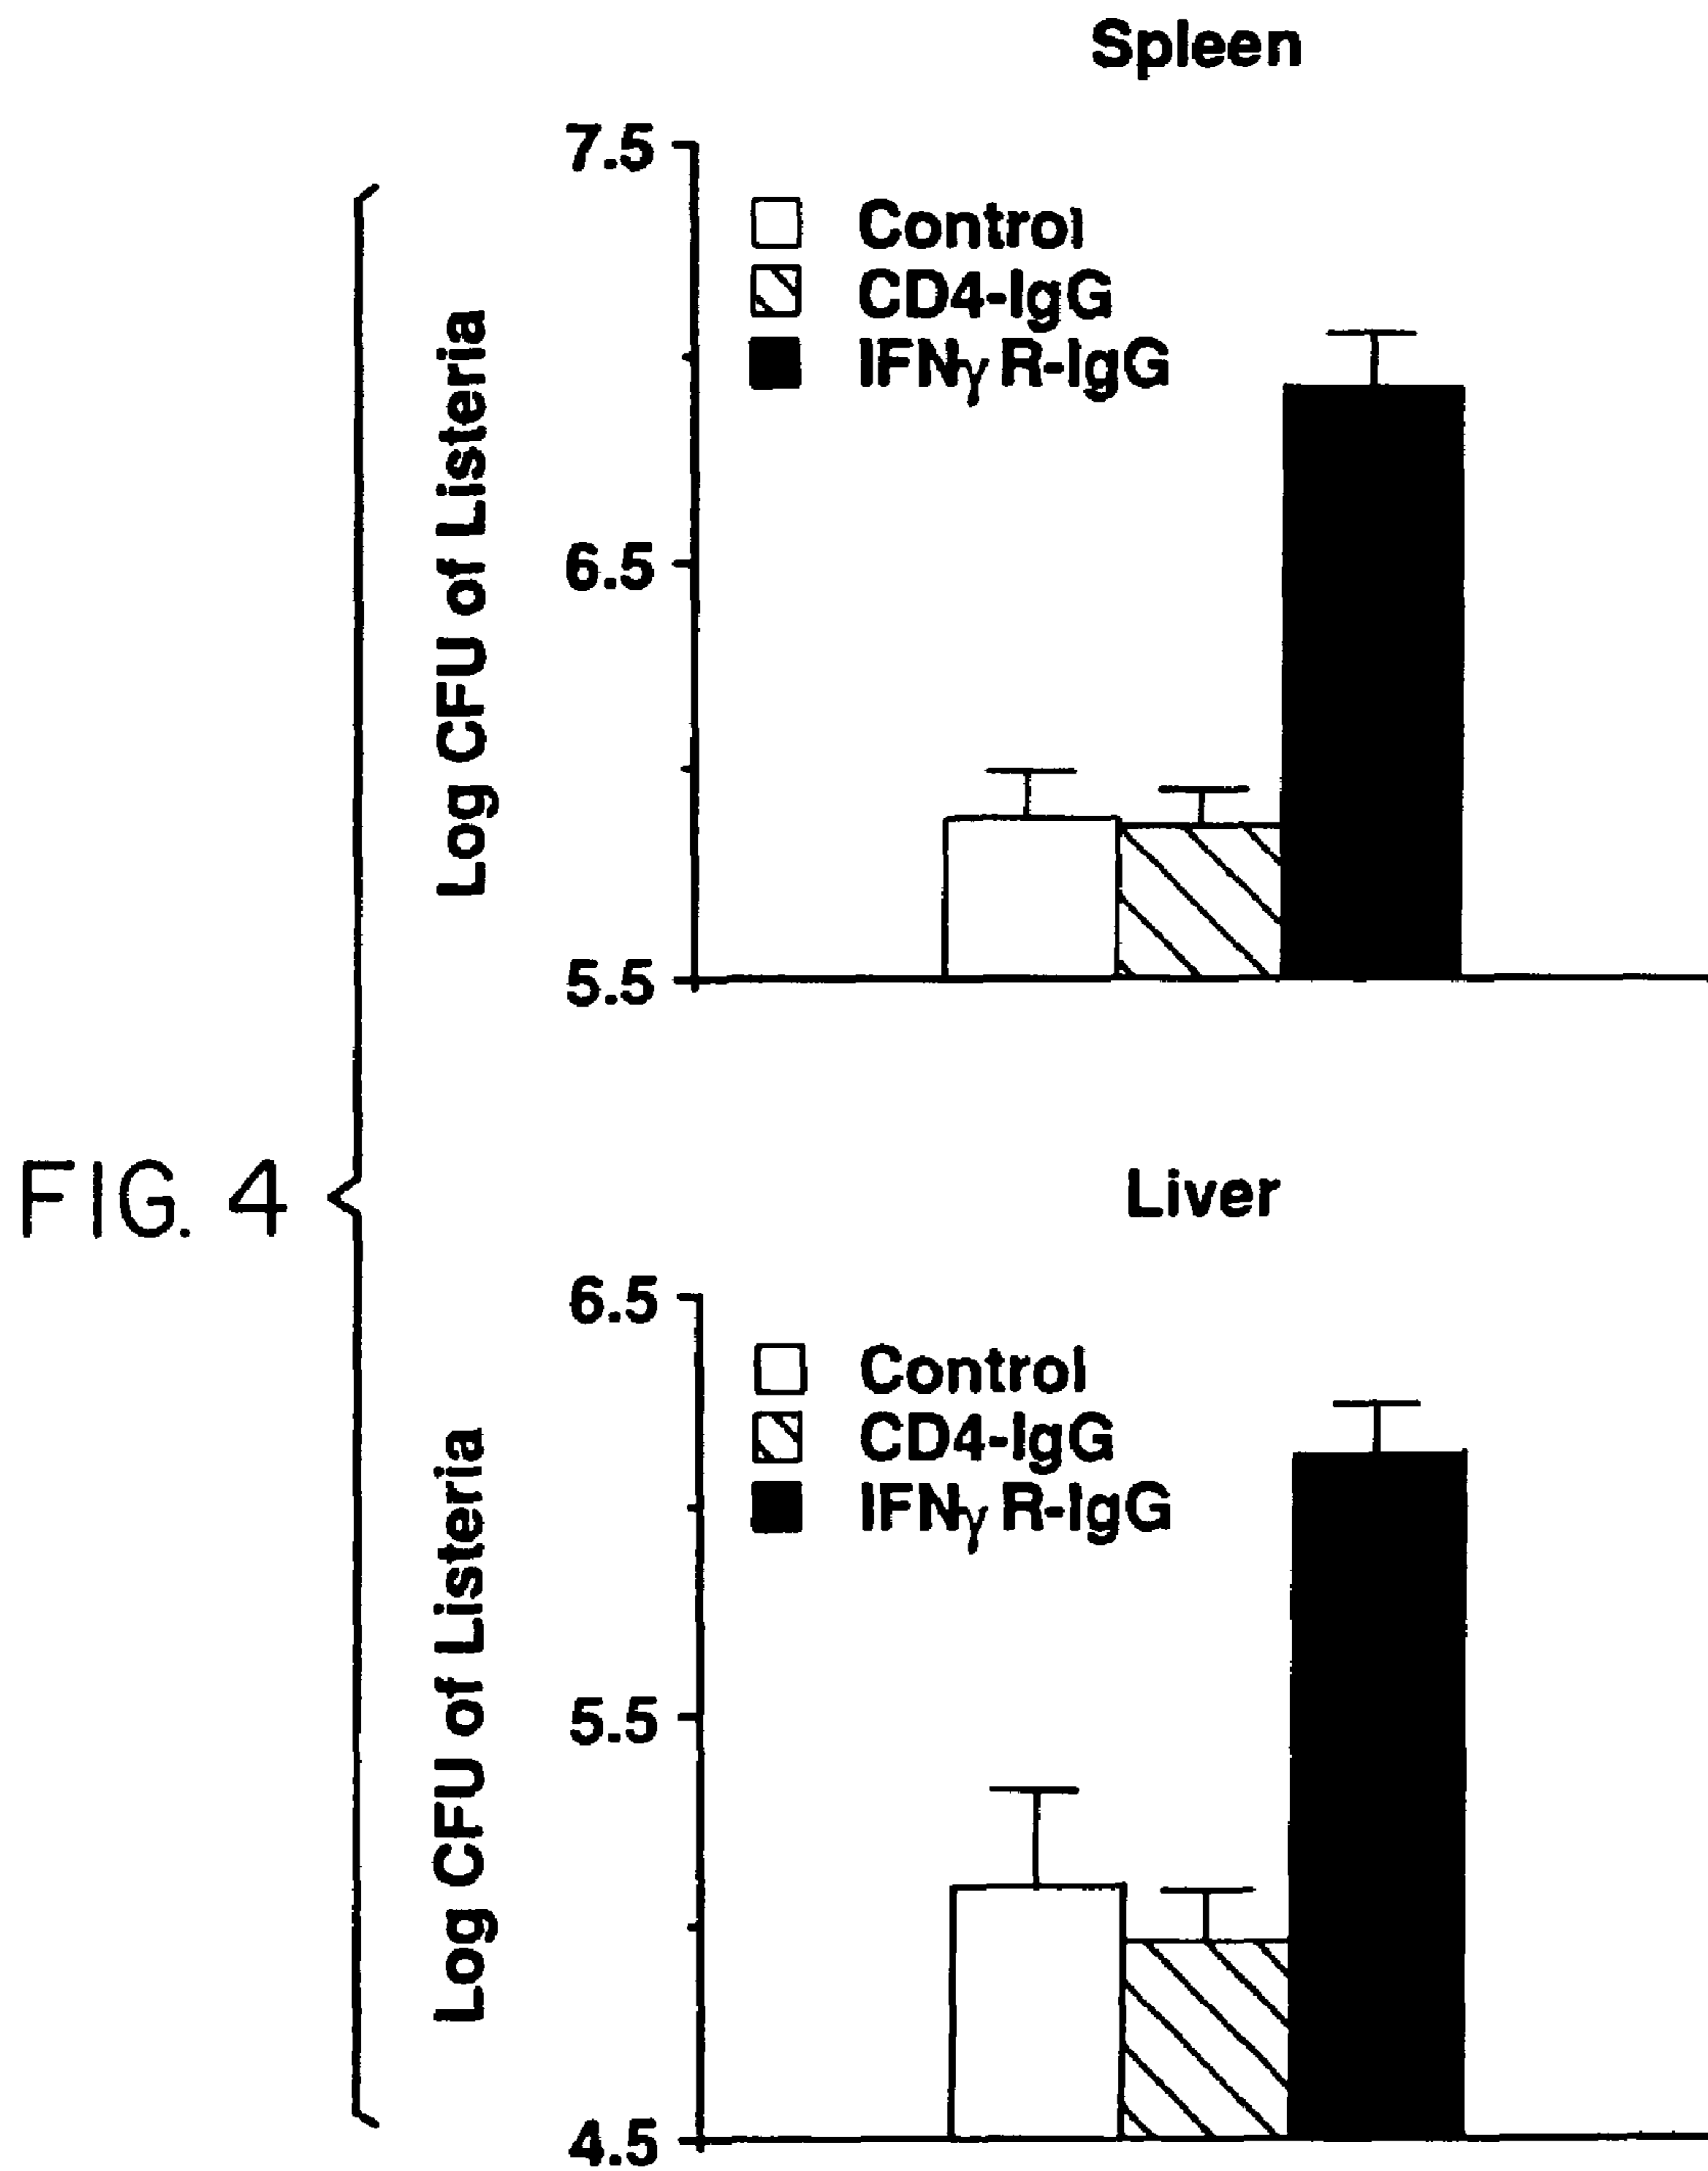 Spleen
7.5
Control
CD4-IgG
IFNγ R-IgG
6.5
5.5
Log CFU of Listeria
FIG. 4
Liver
6.5
Control
CD4-IgG
IFNγ R-IgG
5.5
4.5
Log CFU of Listeria